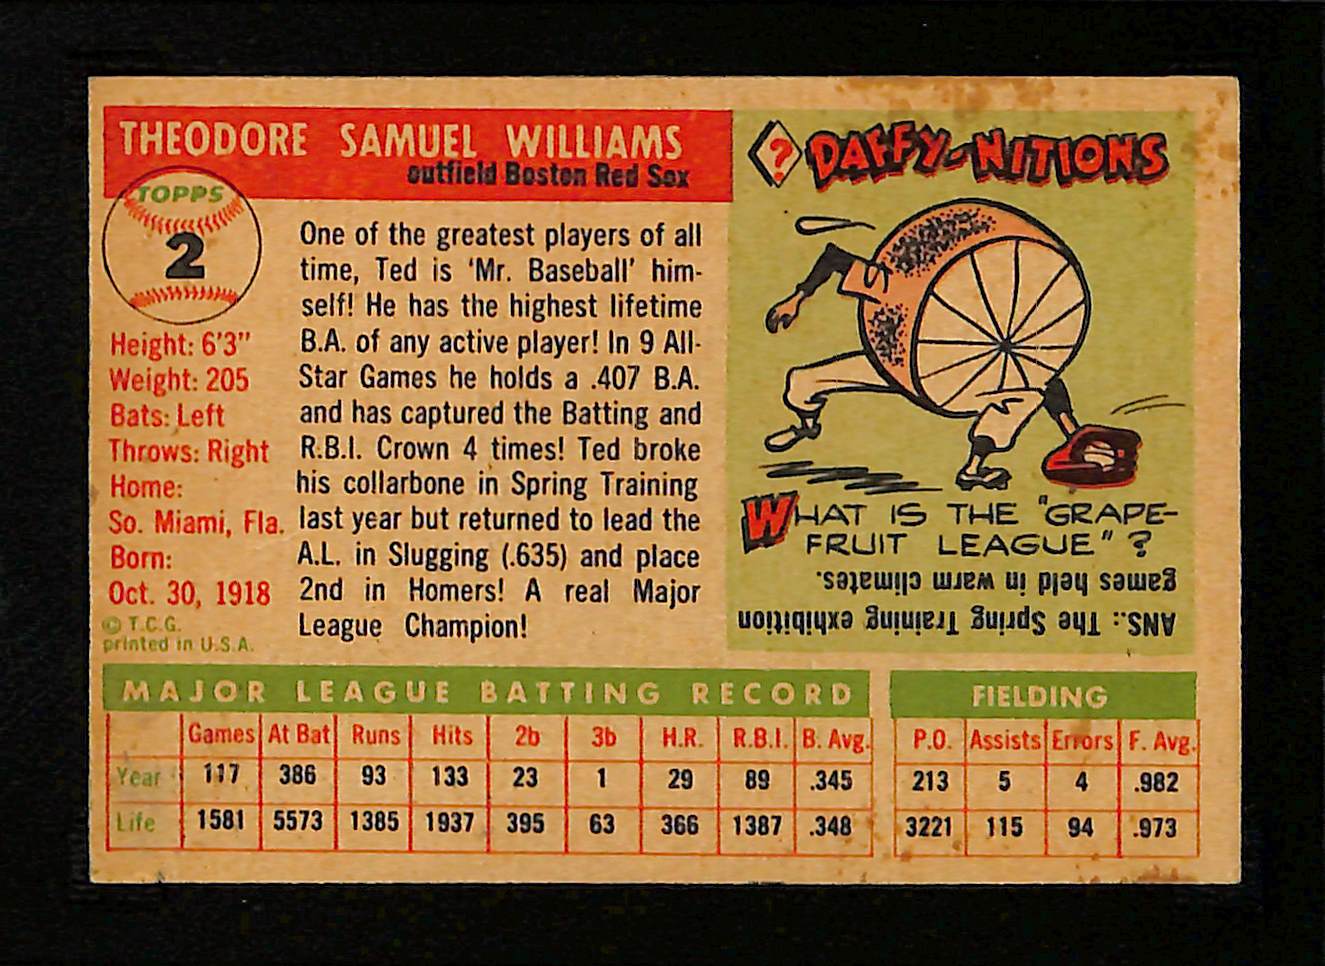 THEODORE SAMUEL WILLIAMS
outfield Boston Red Sox
TOPPS
2
Height: 6'3"
Weight: 205
Bats: Left
Throws: Right
Home:
So. Miami, Fla.
Born:
Oct. 30, 1918
© T.C.G.
printed in U.S.A.
One of the greatest players of all
time, Ted is 'Mr. Baseball' him-
self! He has the highest lifetime
B.A. of any active player! In 9 All-
Star Games he holds a .407 B.A.
and has captured the Batting and
R.B.I. Crown 4 times! Ted broke
his collarbone in Spring Training
last year but returned to lead the
A.L. in Slugging (.635) and place
2nd in Homers! A real Major
League Champion!
? DAFFY-NITIONS
9
WHAT IS THE "GRAPE-
FRUIT LEAGUE" ?
ANS.: The Spring Training exhibition
games held in warm climates.
MAJOR LEAGUE BATTING RECORD
Games At Bat Runs Hits 2b 3b H.R. R.B.I. B. Avg.
Year 117 386 93 133 23 1 29 89 .345
Life 1581 5573 1385 1937 395 63 366 1387 .348
FIELDING
P.O. Assists Errors F. Avg.
213 5 4 .982
3221 115 94 .973